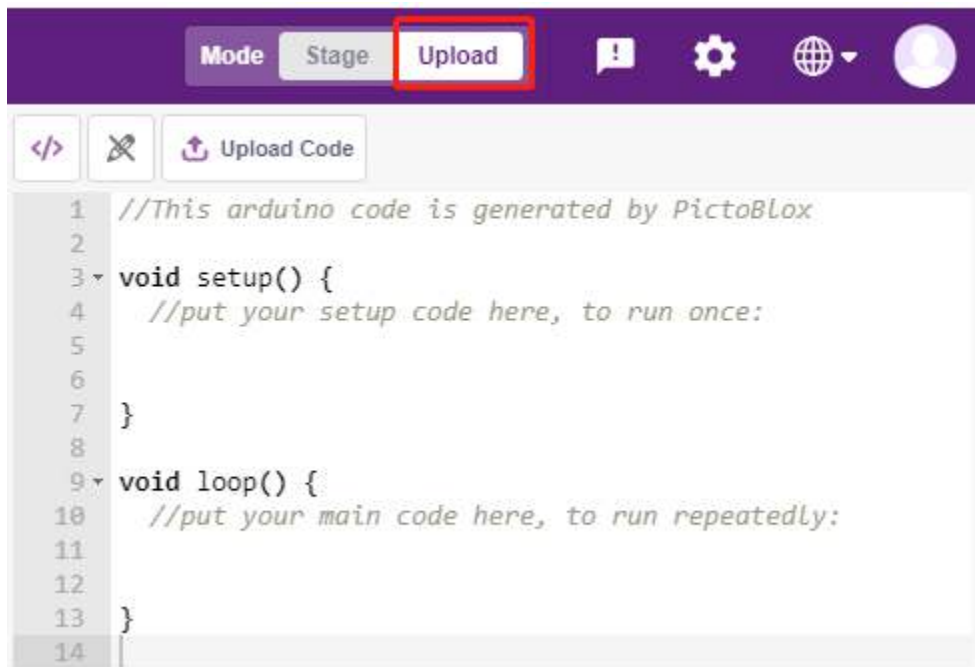 Mode Stage Upload
</> Upload Code
1 //This arduino code is generated by PictoBlox
2
3 void setup() {
4 //put your setup code here, to run once:
5
6
7 }
8
9 void loop() {
10 //put your main code here, to run repeatedly:
11
12
13 }
14